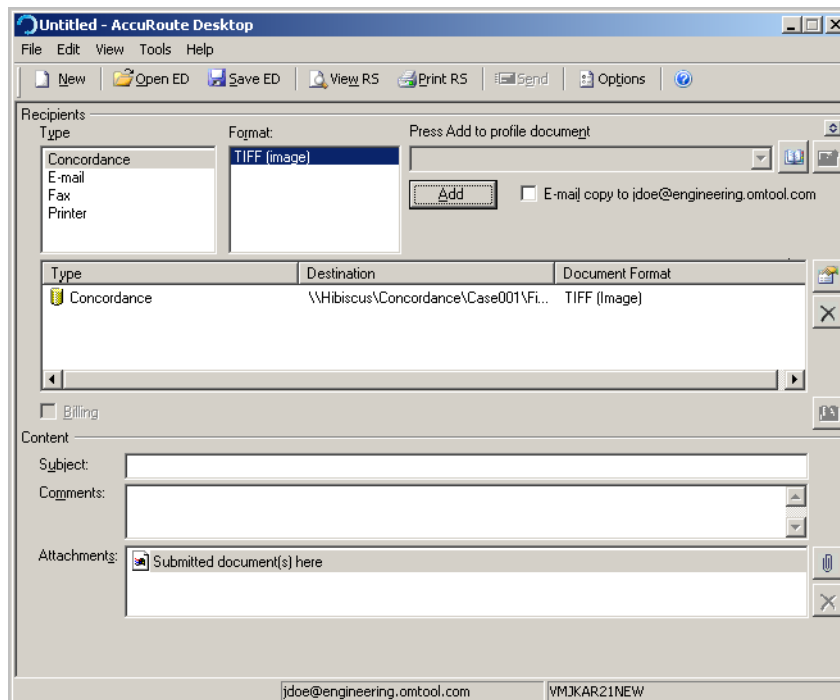 Untitled - AccuRoute Desktop
File Edit View Tools Help
New Open ED Save ED View RS Print RS Send Options
Recipients
Type
Format:
Press Add to profile document
Concordance
E-mail
Fax
Printer
TIFF (image)
Add
E-mail copy to jdoe@engineering.omtool.com
Type Destination Document Format
Concordance \\Hibiscus\Concordance\Case001\Fi... TIFF (Image)
Billing
Content
Subject:
Comments:
Attachments:
Submitted document(s) here
jdoe@engineering.omtool.com VMJKAR21NEW